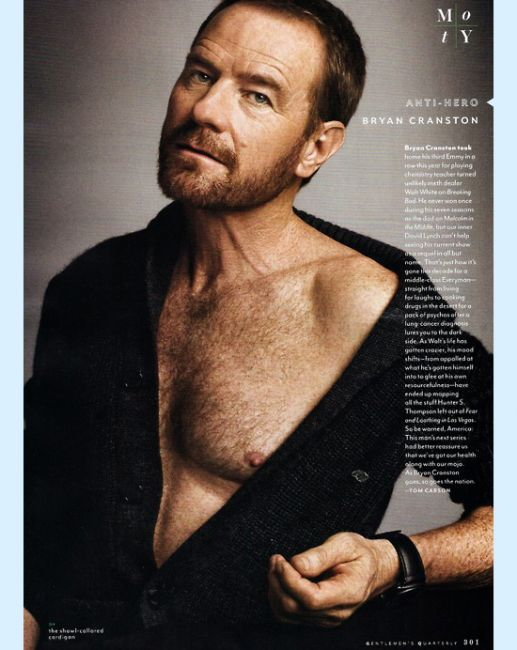 M o
t Y
ANTI-HERO
BRYAN CRANSTON
Bryan Cranston took
home his third Emmy in a
row this year for playing
chemistry teacher turned
unlikely meth dealer
Walt White on Breaking
Bad. He never won once
during his seven seasons
as the dad on Malcolm in
the Middle, but our inner
David Lynch can't help
seeing his current show
as a sequel in all but
name. That's just how it's
gone this decade for a
middle-class Everyman—
straight from living
for laughs to cooking
drugs in the desert for a
pack of psychos after a
lung-cancer diagnosis
lures you to the dark
side. As Walt's life has
gotten crazier, his mood
shifts—from appalled at
what he's gotten himself
into to glee at his own
resourcefulness—have
ended up mapping
all the stuff Hunter S.
Thompson left out of Fear
and Loathing in Las Vegas.
So be warned, America:
This man's next series
had better reassure us
that we've got our health
along with our mojo.
As Bryan Cranston
goes, so goes the nation.
—TOM CARSON
the shawl-collared
cardigan
GENTLEMEN'S QUARTERLY 301